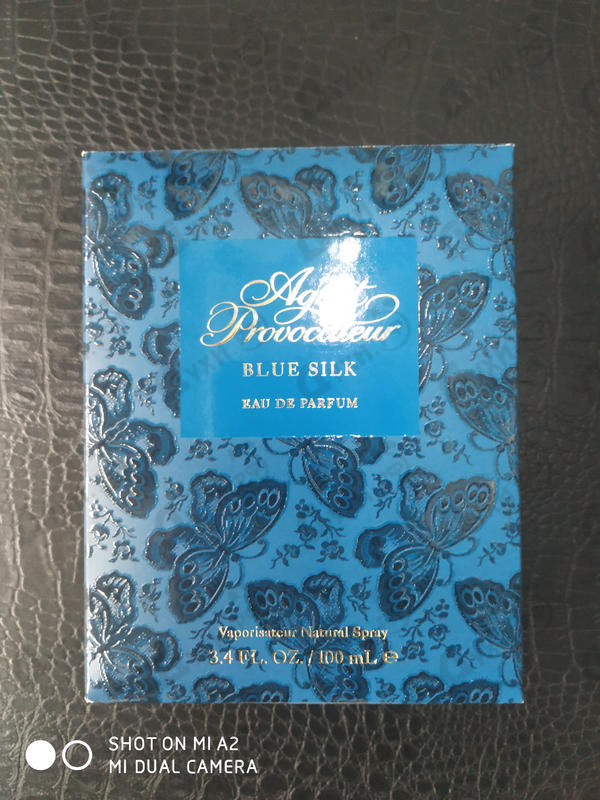 Agent
Provocateur
BLUE SILK
EAU DE PARFUM
Vaporisateur Natural Spray
3.4 FL. OZ. / 100 mL ℮
SHOT ON MI A2
MI DUAL CAMERA